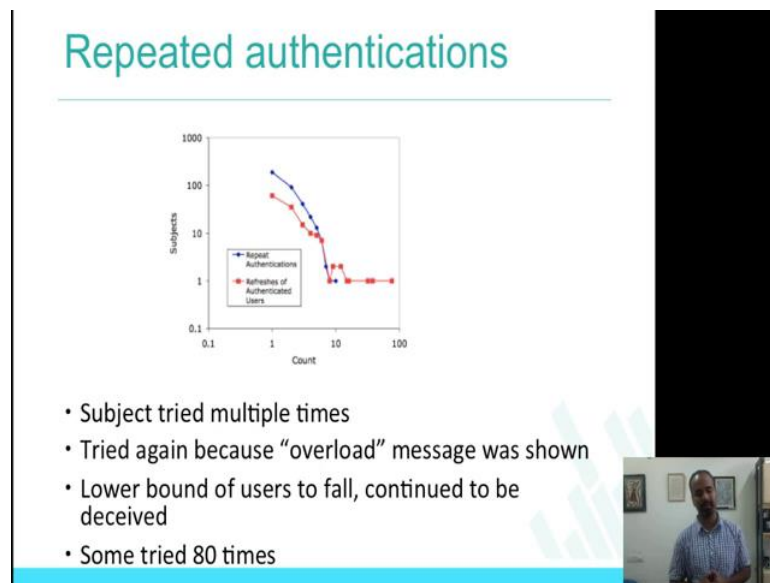 Repeated authentications
1000
100
10
1
0.1
Subjects
Repeat
Authentications
Refreshes of
Authenticated
Users
0.1
1
10
100
Count
• Subject tried multiple times
• Tried again because “overload” message was shown
• Lower bound of users to fall, continued to be
deceived
• Some tried 80 times